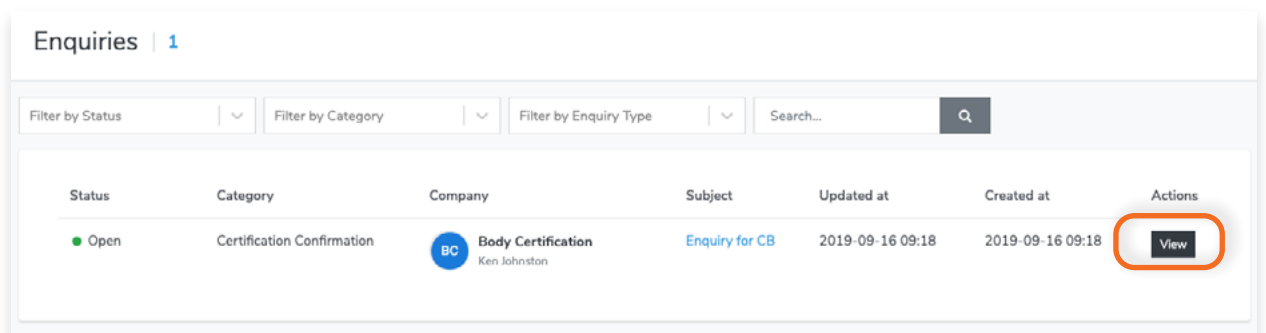 Enquiries 1
Filter by Status Filter by Category Filter by Enquiry Type Search...
Status Category Company Subject Updated at Created at Actions
Open Certification Confirmation BC Body Certification Enquiry for CB 2019-09-16 09:18 2019-09-16 09:18 View
Ken Johnston